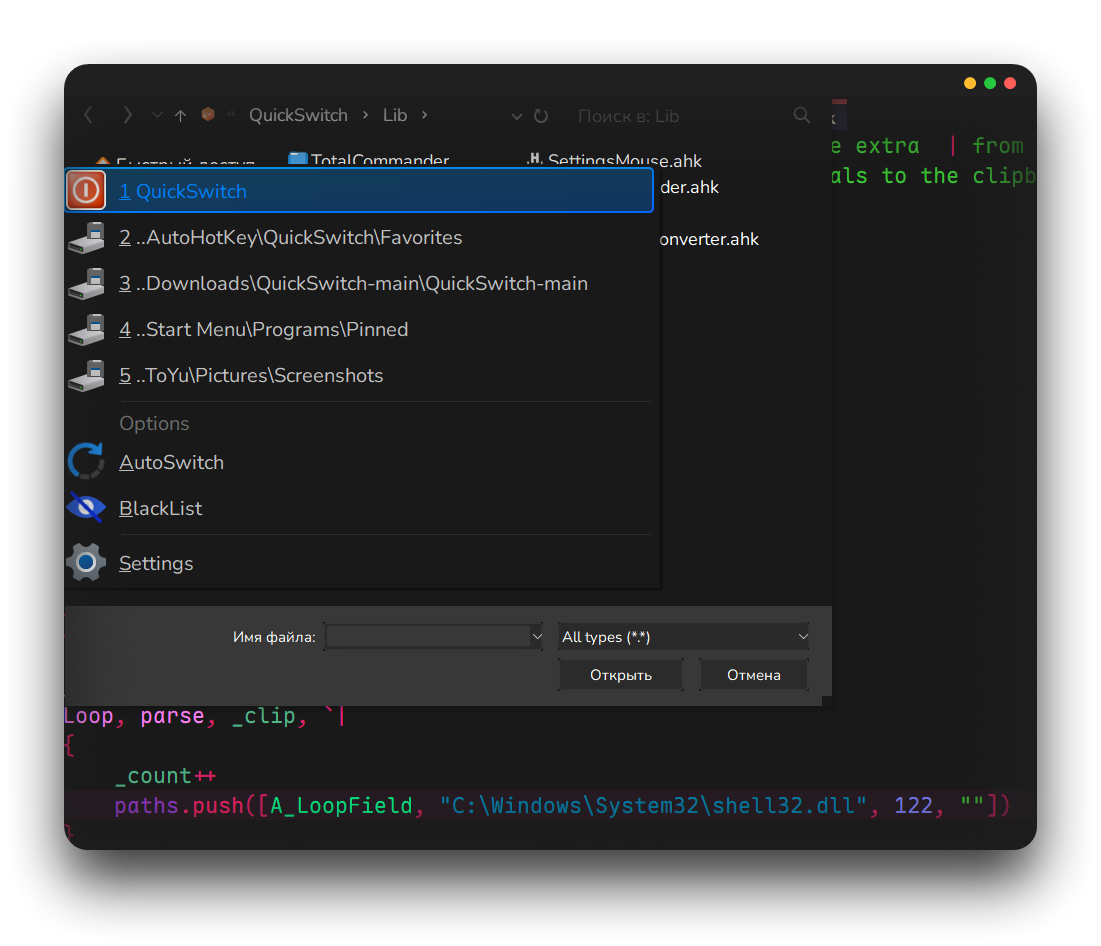 QuickSwitch > Lib >
Поиск в: Lib
e extra | from
Быстрый доступ
TotalCommander
SettingsMouse.ahk
als to the clipb
der.ahk
1 QuickSwitch
2 ..AutoHotKey\QuickSwitch\Favorites
onverter.ahk
3 ..Downloads\QuickSwitch-main\QuickSwitch-main
4 ..Start Menu\Programs\Pinned
5 ..ToYu\Pictures\Screenshots
Options
AutoSwitch
BlackList
Settings
Имя файла:
All types (*.*)
Открыть
Отмена
Loop, parse, _clip, `|
{
_count++
paths.push([A_LoopField, "C:\Windows\System32\shell32.dll", 122, ""])
}